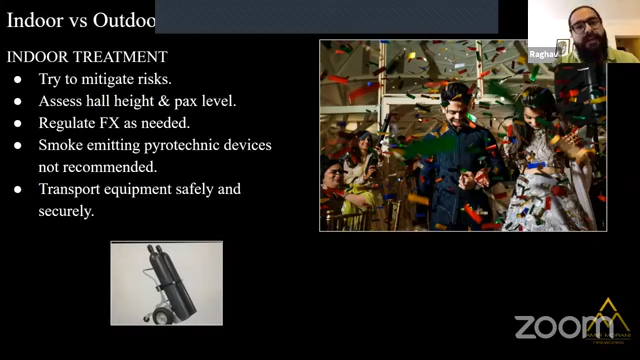 Indoor vs Outdoo
INDOOR TREATMENT
● Try to mitigate risks.
● Assess hall height & pax level.
● Regulate FX as needed.
● Smoke emitting pyrotechnic devices
not recommended.
● Transport equipment safely and
securely.
Raghav
zoom